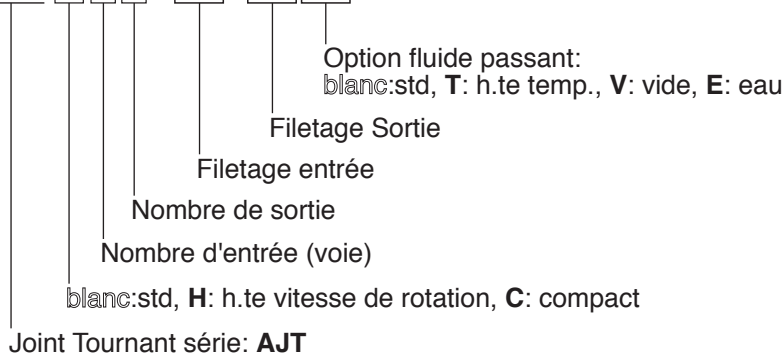 Option fluide passant:
blanc:std, T: h.te temp., V: vide, E: eau
Filetage Sortie
Filetage entrée
Nombre de sortie
Nombre d'entrée (voie)
blanc:std, H: h.te vitesse de rotation, C: compact
Joint Tournant série: AJT